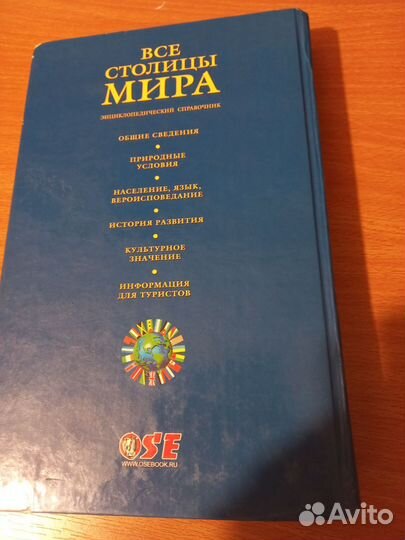 ВСЕ
СТОЛИЦЫ
МИРА
ЭНЦИКЛОПЕДИЧЕСКИЙ СПРАВОЧНИК
ОБЩИЕ СВЕДЕНИЯ
ПРИРОДНЫЕ
УСЛОВИЯ
НАСЕЛЕНИЕ, ЯЗЫК,
ВЕРОИСПОВЕДАНИЕ
ИСТОРИЯ РАЗВИТИЯ
КУЛЬТУРНОЕ
ЗНАЧЕНИЕ
ИНФОРМАЦИЯ
ДЛЯ ТУРИСТОВ
OSE
WWW.OSEBOOK.RU
Avito